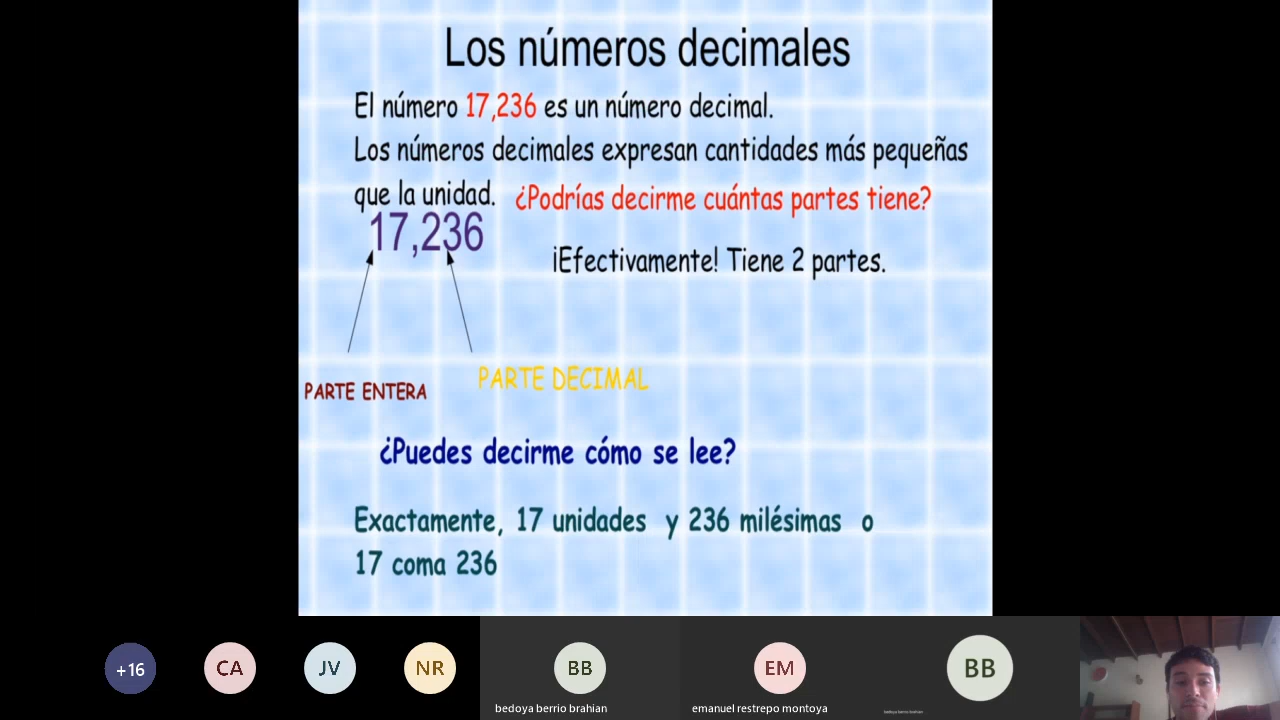 Los números decimales
El número 17,236 es un número decimal.
Los números decimales expresan cantidades más pequeñas
que la unidad. ¿Podrías decirme cuántas partes tiene?
17,236
¡Efectivamente! Tiene 2 partes.
PARTE ENTERA
PARTE DECIMAL
¿Puedes decirme cómo se lee?
Exactamente, 17 unidades y 236 milésimas o
17 coma 236
+16
CA
JV
NR
BB
EM
BB
bedoya berrio brahian
emanuel restrepo montoya
bedoya berrio brahian